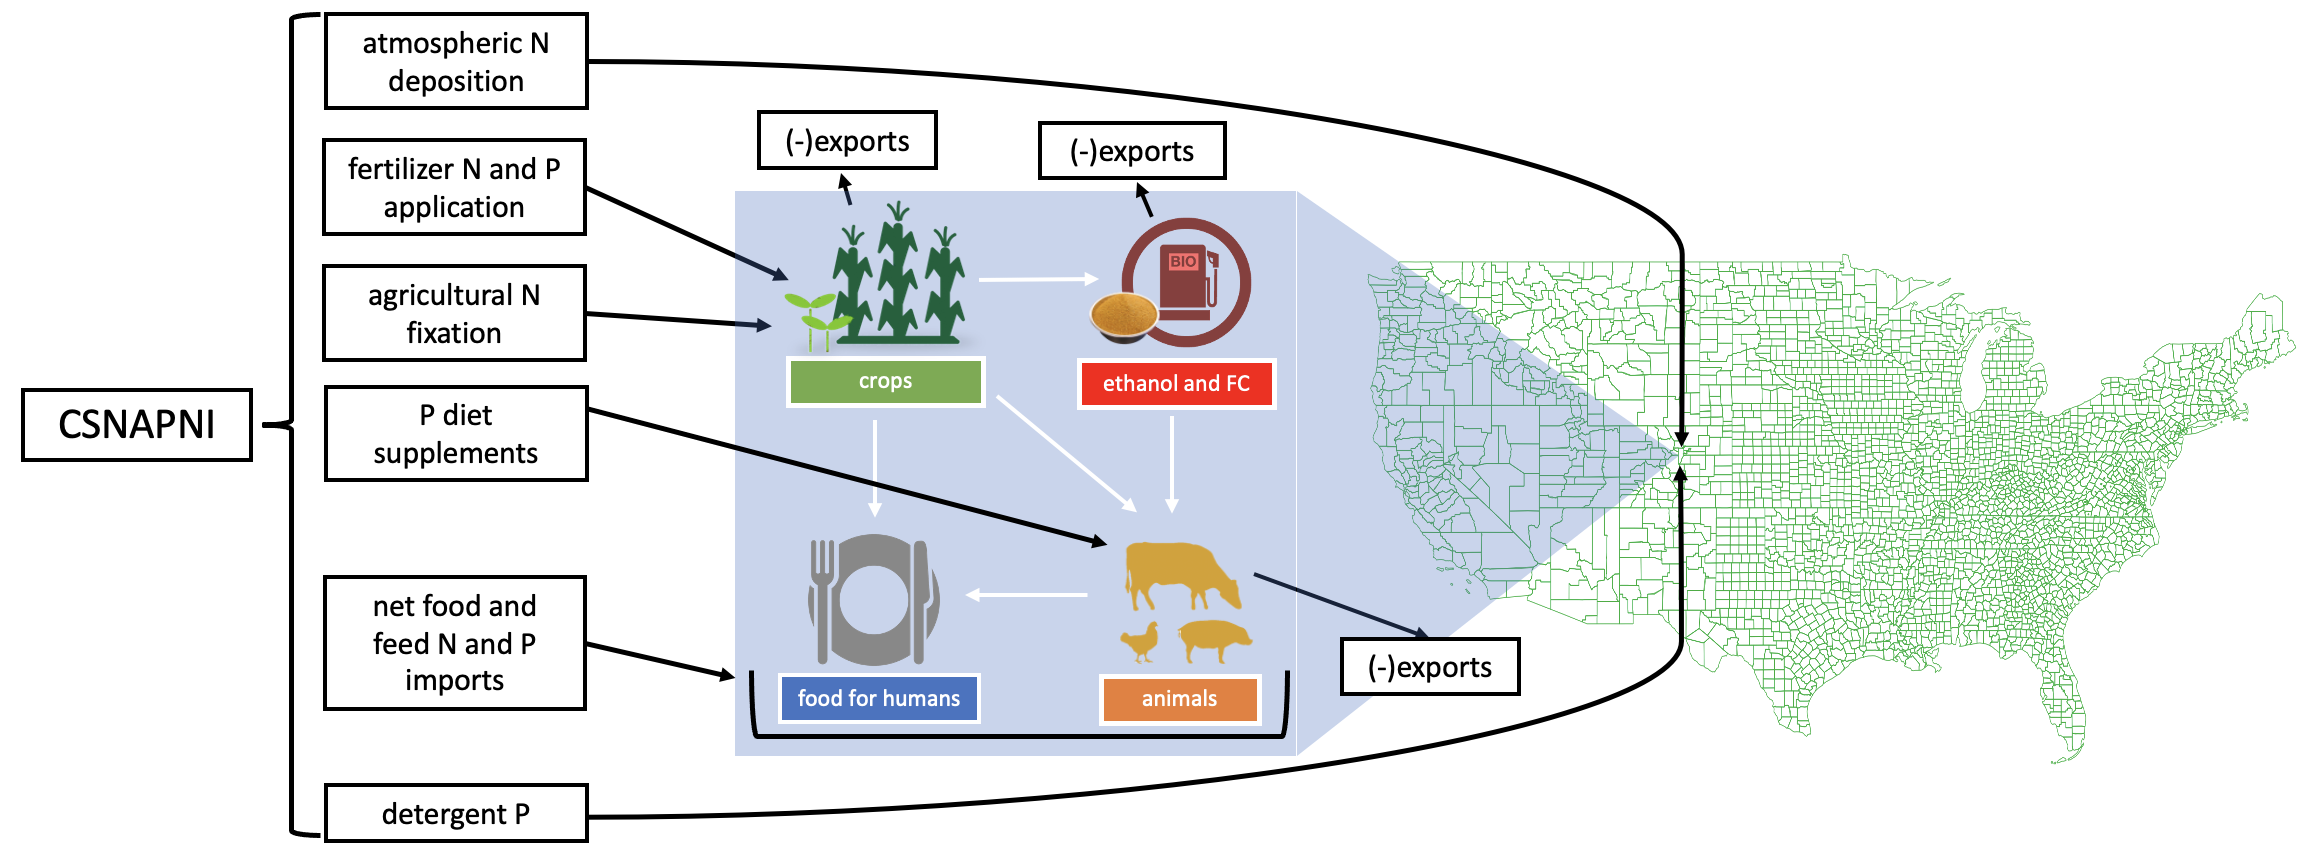 CSNAPNI
atmospheric N
deposition
fertilizer N and P
application
agricultural N
fixation
P diet
supplements
net food and
feed N and P
imports
detergent P
(-)exports
(-)exports
BIO
crops
ethanol and FC
food for humans
animals
(-)exports